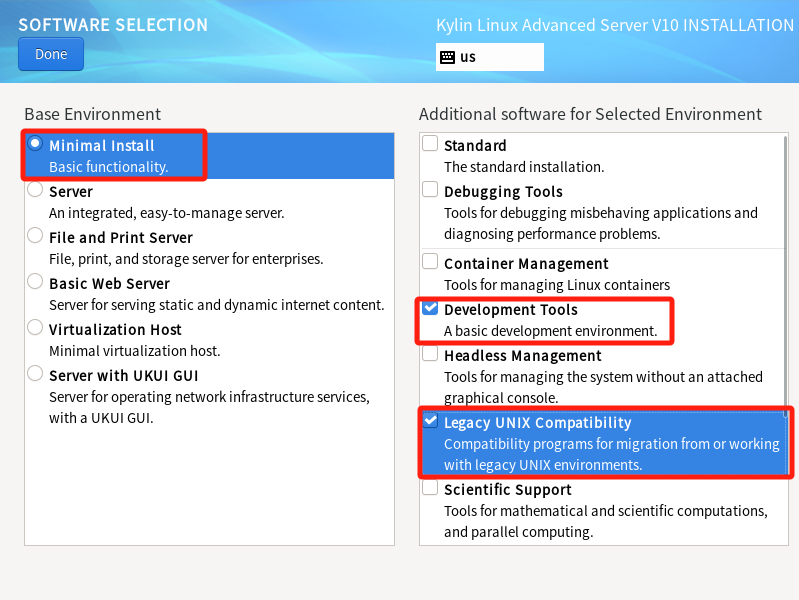 SOFTWARE SELECTION
Kylin Linux Advanced Server V10 INSTALLATION
Done
us
Base Environment
Minimal Install
Basic functionality.
Server
An integrated, easy-to-manage server.
File and Print Server
File, print, and storage server for enterprises.
Basic Web Server
Server for serving static and dynamic internet content.
Virtualization Host
Minimal virtualization host.
Server with UKUI GUI
Server for operating network infrastructure services,
with a UKUI GUI.
Additional software for Selected Environment
Standard
The standard installation.
Debugging Tools
Tools for debugging misbehaving applications and
diagnosing performance problems.
Container Management
Tools for managing Linux containers
Development Tools
A basic development environment.
Headless Management
Tools for managing the system without an attached
graphical console.
Legacy UNIX Compatibility
Compatibility programs for migration from or working
with legacy UNIX environments.
Scientific Support
Tools for mathematical and scientific computations,
and parallel computing.